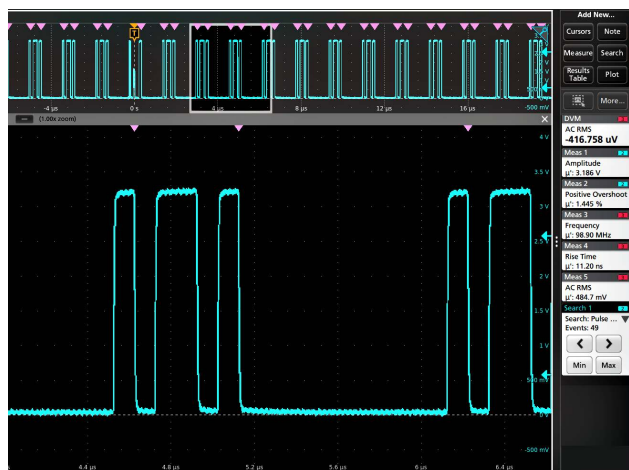 Add New...
Cursors
Note
Measure
Search
Results Table
Plot
More...
T
-4 µs
0 s
4 µs
8 µs
12 µs
16 µs
-500 mV
(1.00x zoom)
4 V
3.5 V
3 V
2.5 V
2 V
1.5 V
1 V
500 mV
0 V
-500 mV
4.4 µs
4.8 µs
5.2 µs
5.6 µs
6 µs
6.4 µs
DVM
AC RMS
-416.758 uV
Meas 1
2
Amplitude
µ': 3.186 V
Meas 2
2
Positive Overshoot
µ': 1.445 %
Meas 3
Frequency
µ': 98.90 MHz
Meas 4
Rise Time
µ': 11.20 ns
Meas 5
AC RMS
µ': 484.7 mV
Search 1
2
Search: Pulse ...
Events: 49
Min
Max